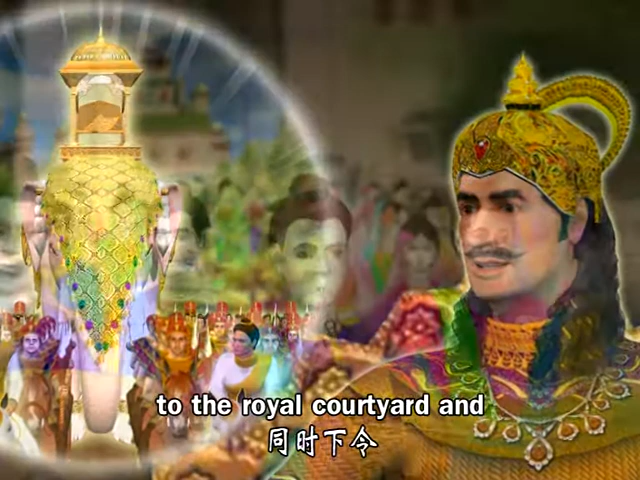 to the royal courtyard and
同时下令